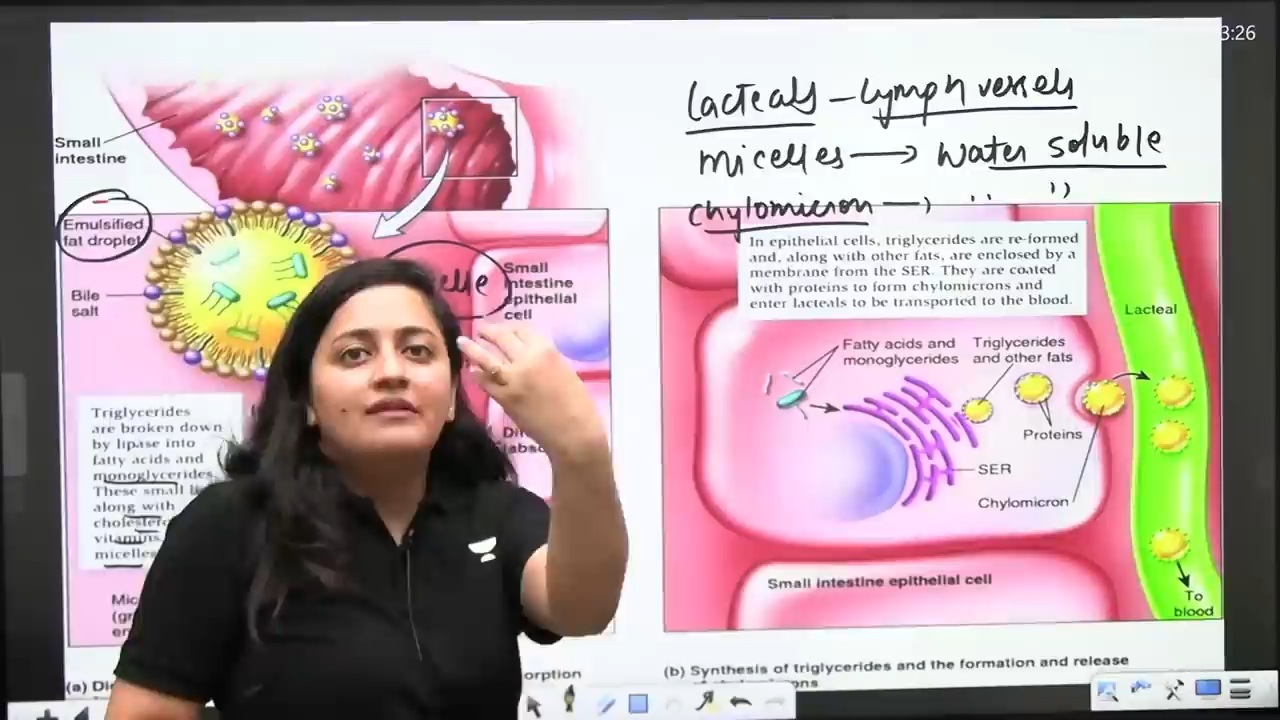 3:26
Lacteals – Lymph vessels
micelles → Water soluble
chylomicron → ,, ,,
Small
intestine
Emulsified
fat droplet
Bile
salt
Small
intestine
epithelial
cell
Triglycerides
are broken down
by lipase into
fatty acids and
monoglycerides.
These small
along with
vitamins,
micelles
In epithelial cells, triglycerides are re-formed
and, along with other fats, are enclosed by a
membrane from the SER. They are coated
with proteins to form chylomicrons and
enter lacteals to be transported to the blood.
Lacteal
Fatty acids and
monoglycerides
Triglycerides
and other fats
Proteins
SER
Chylomicron
Small intestine epithelial cell
To
blood
(a)
(b) Synthesis of triglycerides and the formation and release